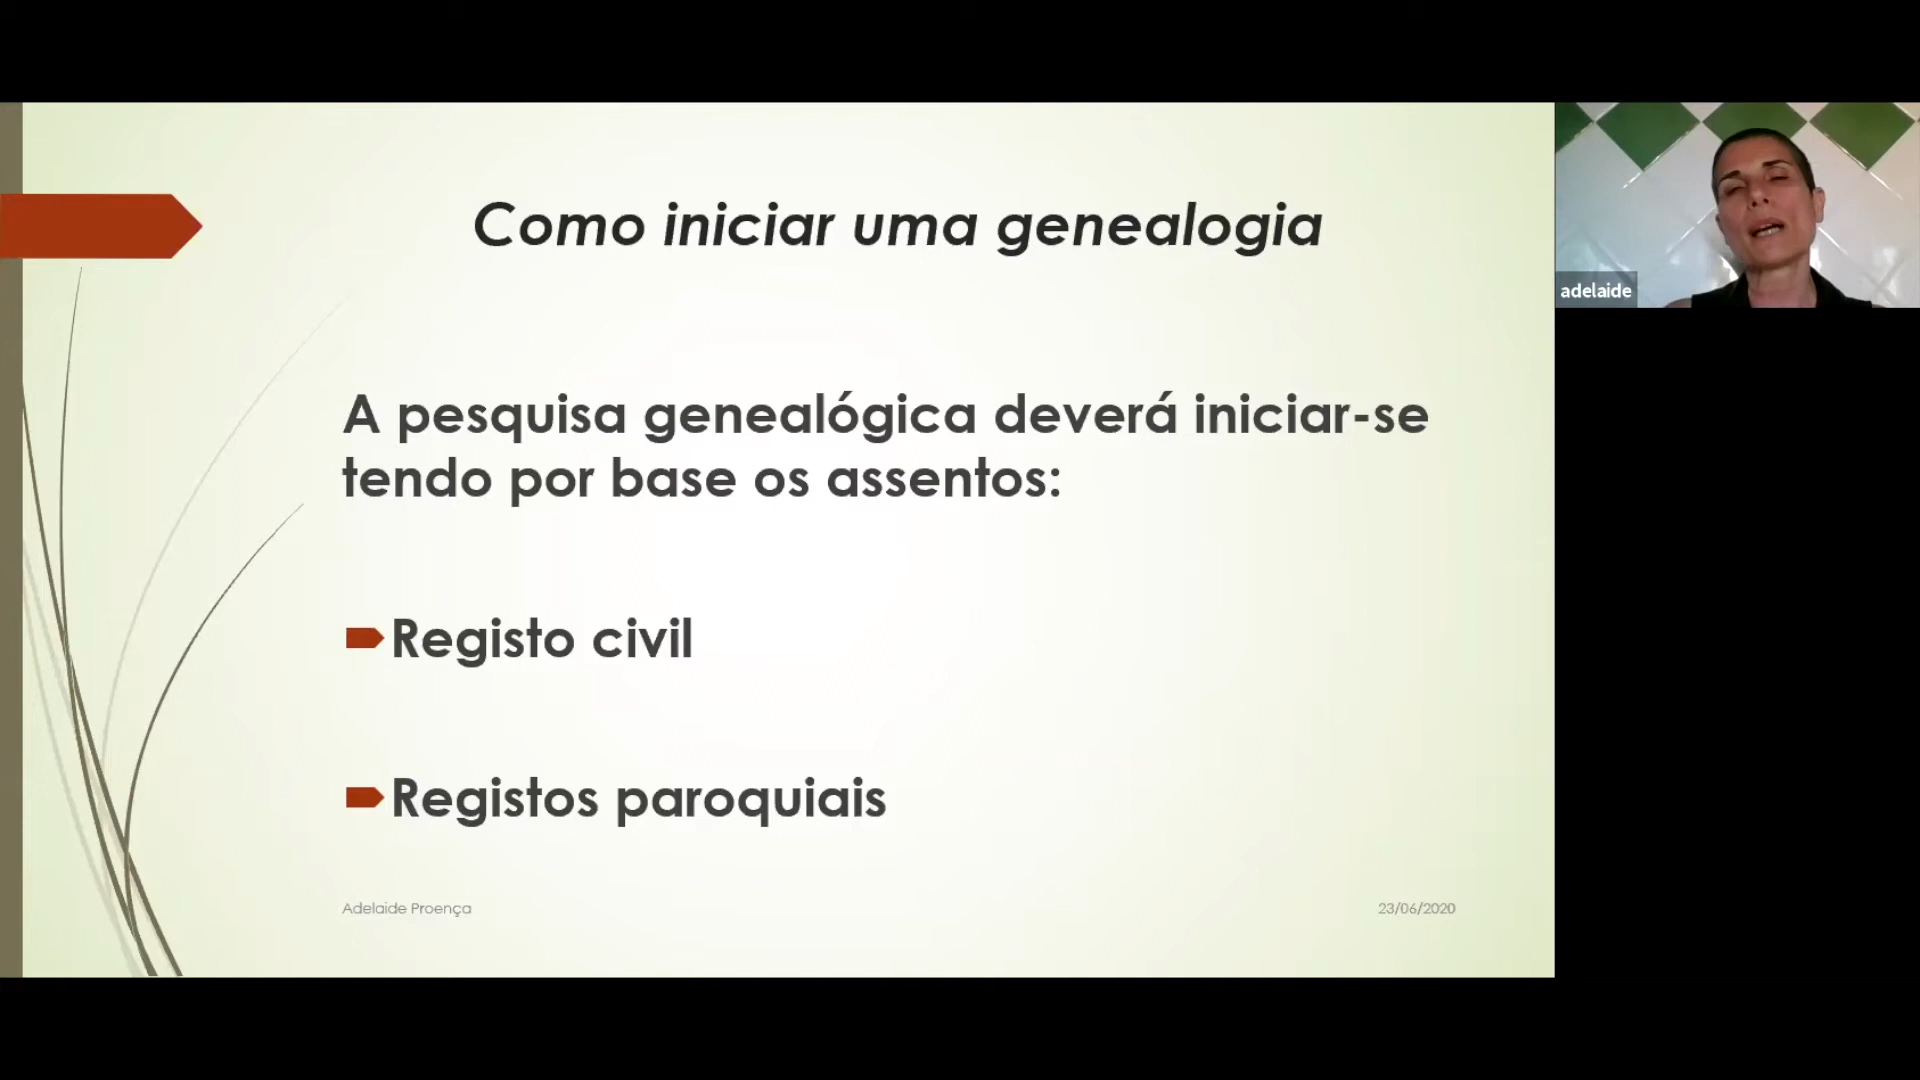 Como iniciar uma genealogia
A pesquisa genealógica deverá iniciar-se
tendo por base os assentos:
Registo civil
Registos paroquiais
Adelaide Proença
23/06/2020
adelaide